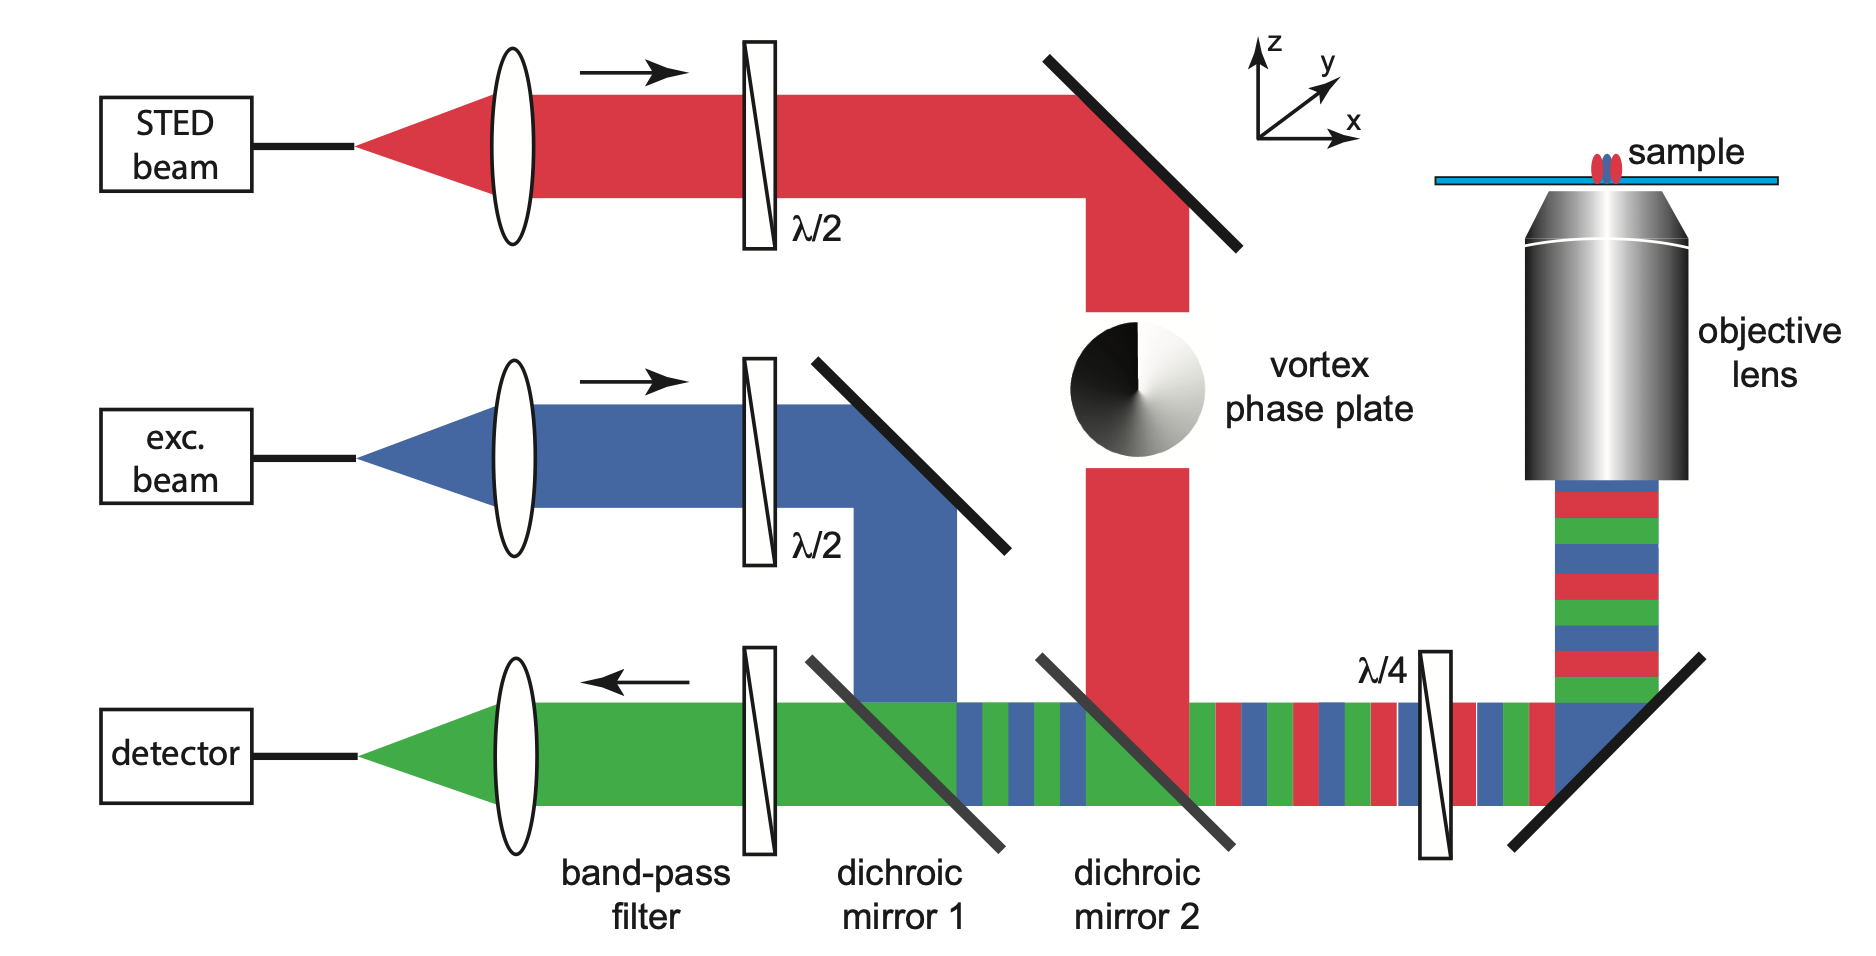 STED
beam
λ/2
z
y
x
sample
exc.
beam
λ/2
vortex
phase plate
objective
lens
detector
λ/4
band-pass
filter
dichroic
mirror 1
dichroic
mirror 2